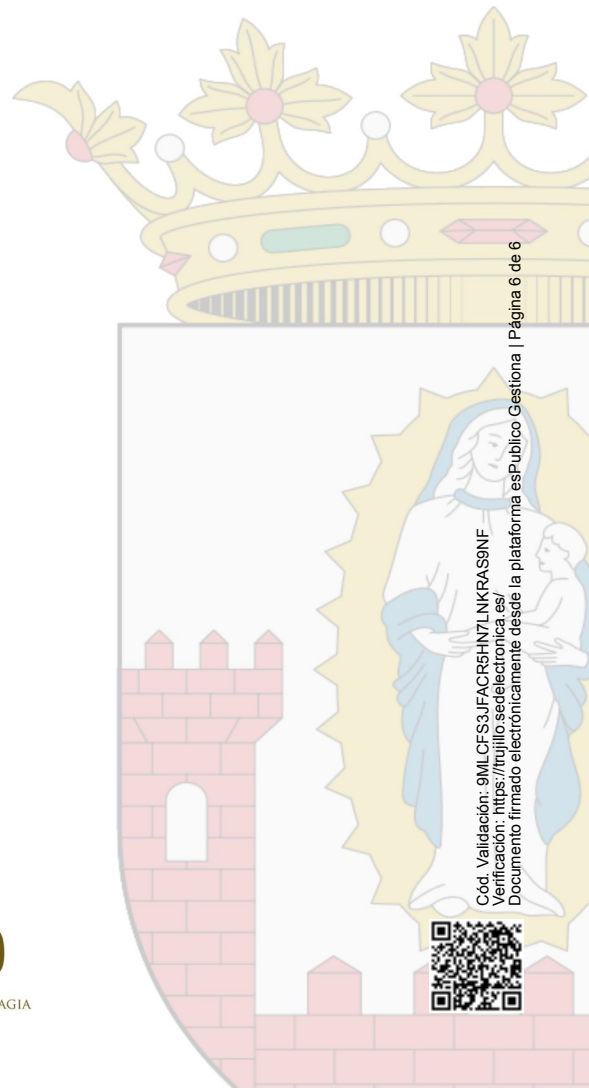 Cód. Validación: 9MLCFS3JFACR5HN7LNKRAS9NF
Verificación: https://trujillo.sedelectronica.es/
Documento firmado electrónicamente desde la plataforma esPublico Gestiona | Página 6 de 6
AGIA